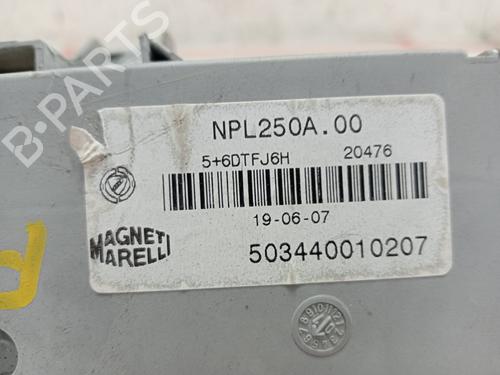 B-PARTS
NPL250A.00
5+6DTFJ6H 20476
19-06-07
MAGNETI
MARELLI
503440010207